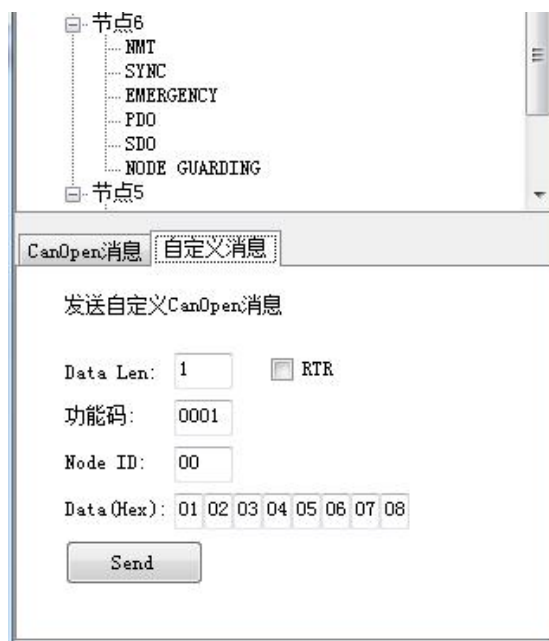 节点6
NMT
SYNC
EMERGENCY
PDO
SDO
NODE GUARDING
节点5
CanOpen消息 自定义消息
发送自定义CanOpen消息
Data Len: 1 RTR
功能码: 0001
Node ID: 00
Data(Hex): 01 02 03 04 05 06 07 08
Send